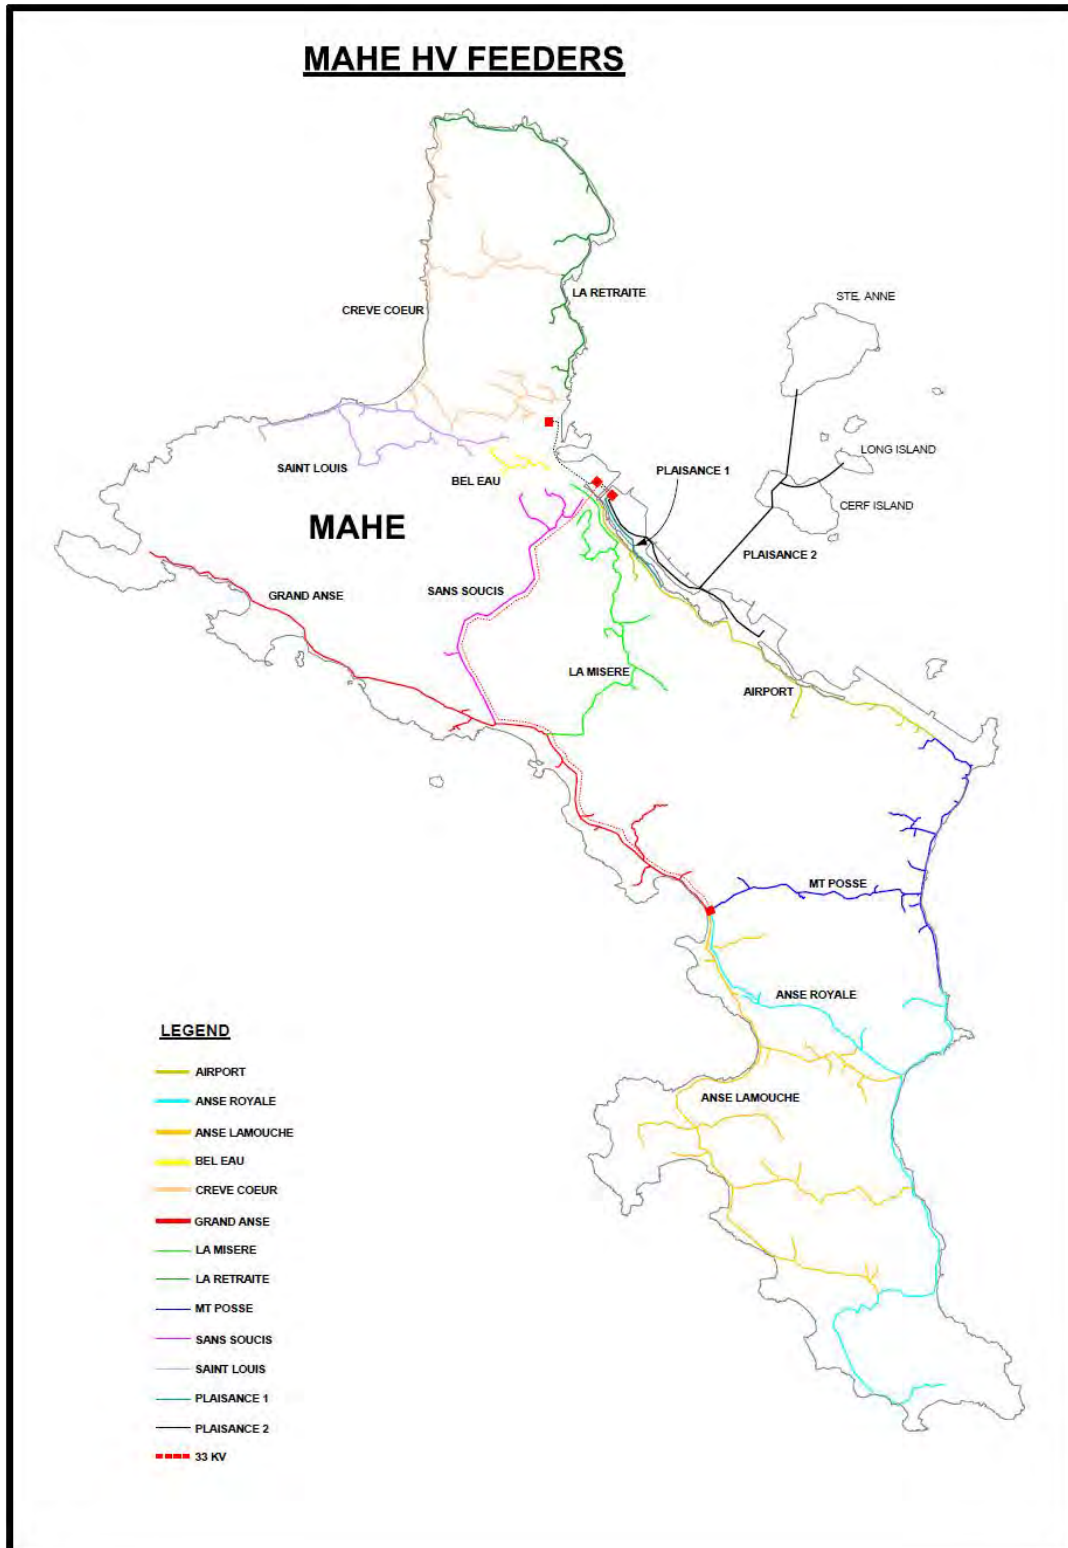 MAHE HV FEEDERS
STE. ANNE
LA RETRAITE
CREVE COEUR
LONG ISLAND
SAINT LOUIS
BEL EAU
PLAISANCE 1
CERF ISLAND
MAHE
PLAISANCE 2
SANS SOUCIS
GRAND ANSE
LA MISERE
AIRPORT
MT POSSE
ANSE ROYALE
ANSE LAMOUCHE
LEGEND
AIRPORT
ANSE ROYALE
ANSE LAMOUCHE
BEL EAU
CREVE COEUR
GRAND ANSE
LA MISERE
LA RETRAITE
MT POSSE
SANS SOUCIS
SAINT LOUIS
PLAISANCE 1
PLAISANCE 2
33 KV